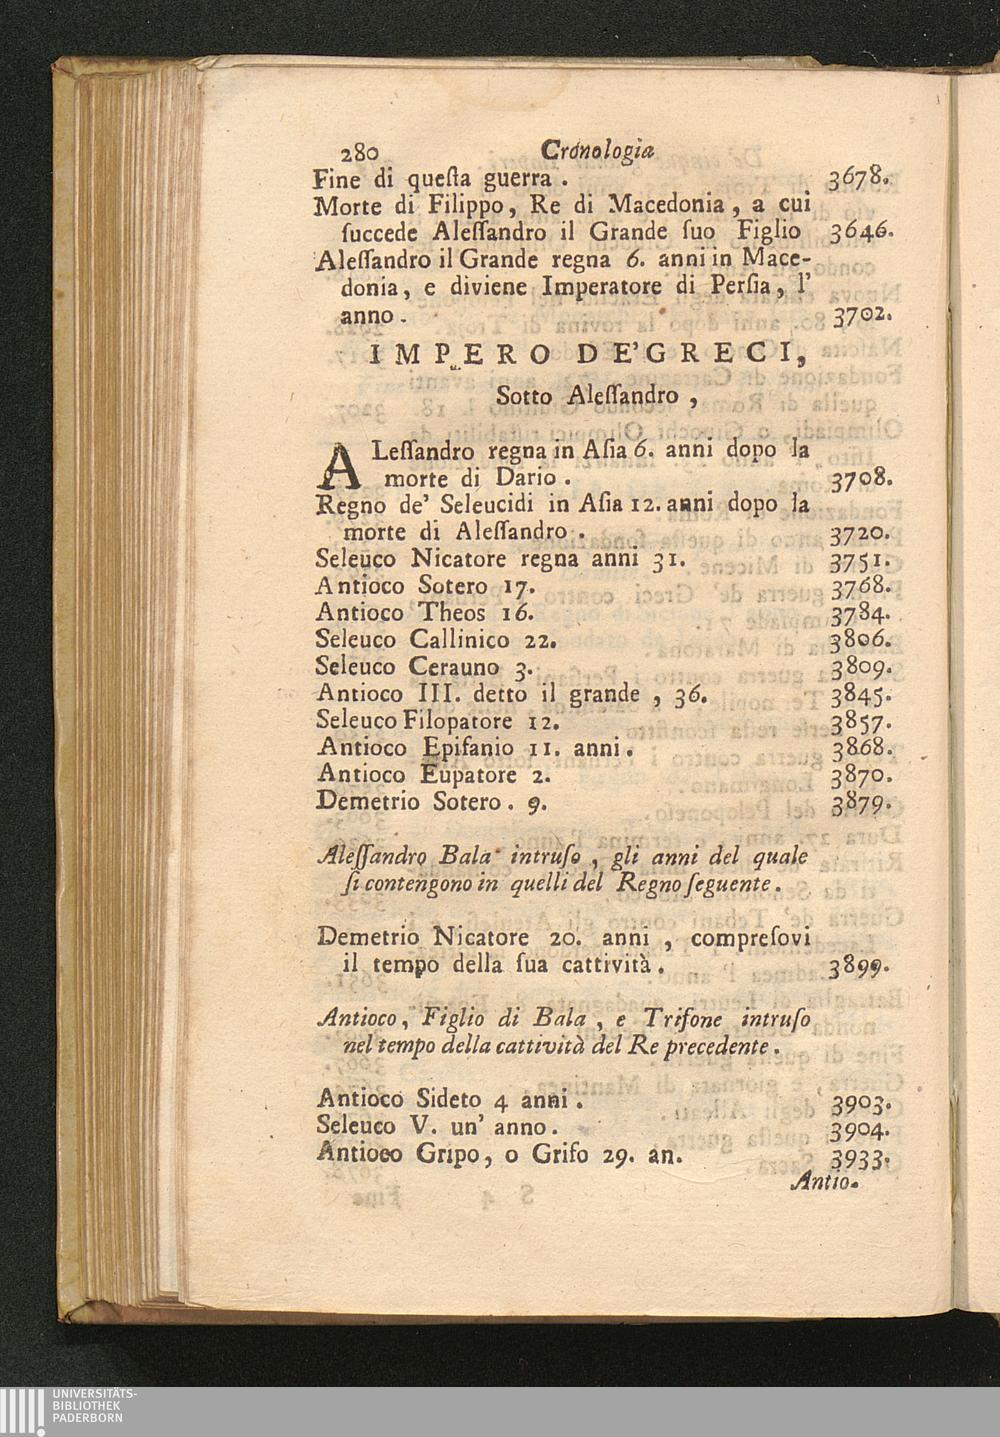 280 Cronologia
Fine di queſta guerra . 3678.
Morte di Filippo, Re di Macedonia , a cui
ſuccede Aleſſandro il Grande ſuo Figlio 3646.
Aleſſandro il Grande regna 6. anni in Mace-
donia, e diviene Imperatore di Perſia, l'
anno . 3702.
IMPERO DE' GRECI,
Sotto Aleſſandro ,
ALeſſandro regna in Aſia 6. anni dopo la
morte di Dario . 3708.
Regno de' Seleucidi in Aſia 12. anni dopo la
morte di Aleſſandro . 3720.
Seleuco Nicatore regna anni 31. 3751.
Antioco Sotero 17. 3768.
Antioco Theos 16. 3784.
Seleuco Callinico 22. 3806.
Seleuco Cerauno 3. 3809.
Antioco III. detto il grande , 36. 3845.
Seleuco Filopatore 12. 3857.
Antioco Epifanio 11. anni. 3868.
Antioco Eupatore 2. 3870.
Demetrio Sotero . 9. 3879.
Aleſſandro Bala intruſo , gli anni del quale
ſi contengono in quelli del Regno ſeguente .
Demetrio Nicatore 20. anni , compreſovi
il tempo della ſua cattività . 3899.
Antioco, Figlio di Bala , e Trifone intruſo
nel tempo della cattività del Re precedente .
Antioco Sideto 4 anni . 3903.
Seleuco V. un' anno . 3904.
Antioco Gripo, o Grifo 29. an. 3933.
Antio-
UNIVERSITÄTS-
BIBLIOTHEK
PADERBORN